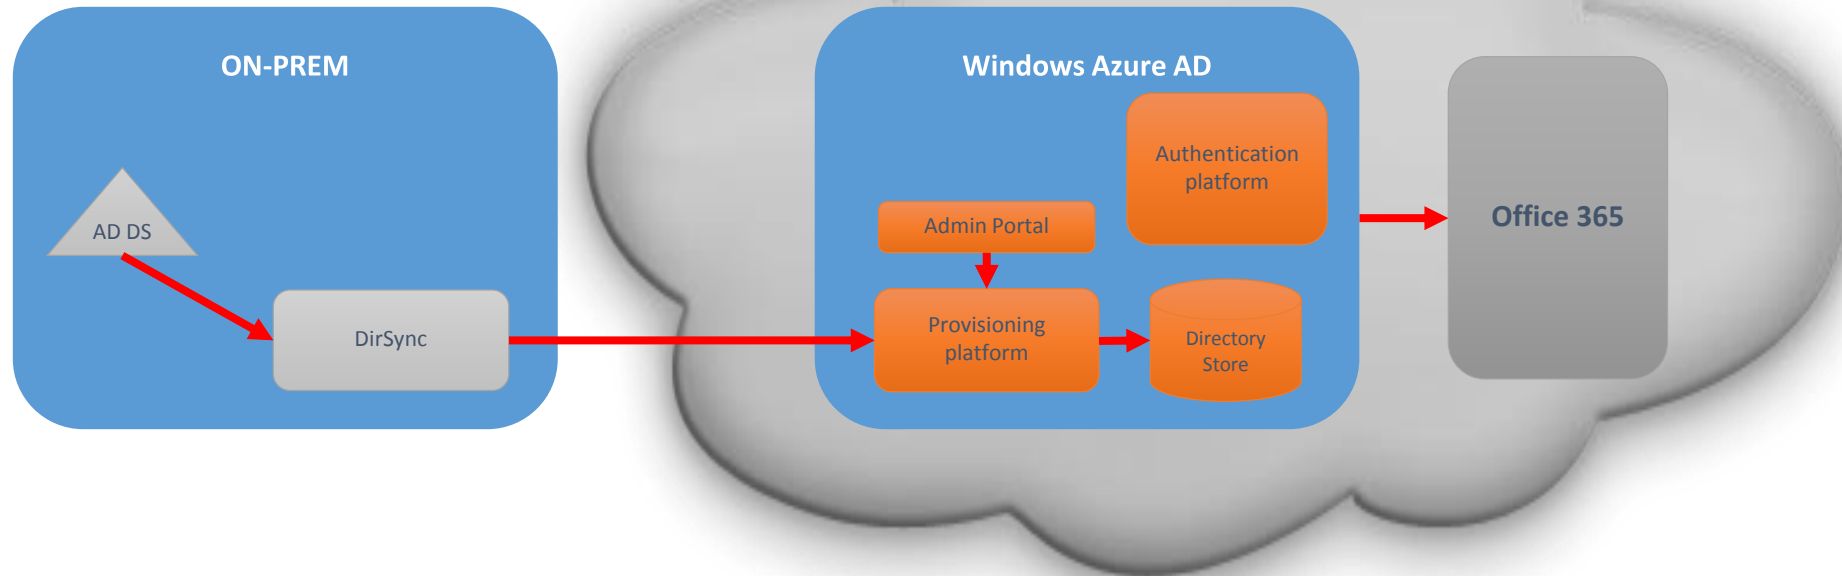 ON-PREM
AD DS
DirSync
Windows Azure AD
Authentication
platform
Admin Portal
Provisioning
platform
Directory
Store
Office 365